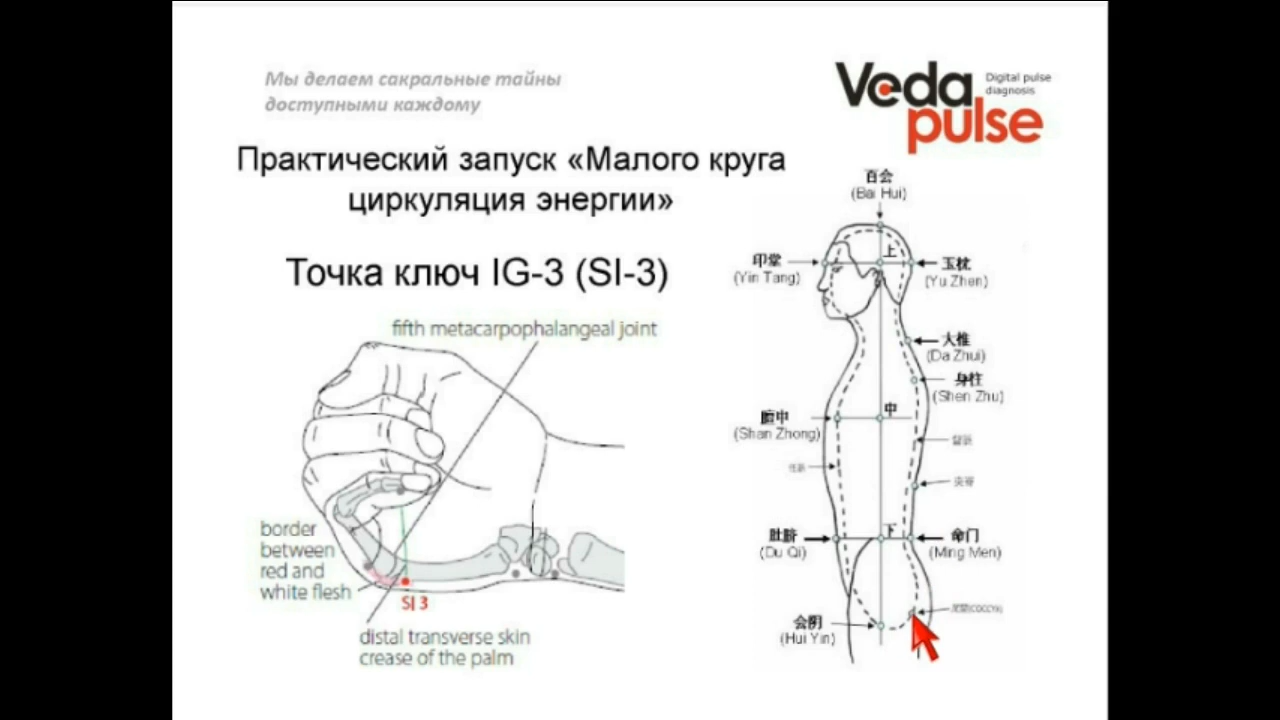 Мы делаем сакральные тайны
доступными каждому
Veda
pulse
Digital pulse
diagnosis
Практический запуск «Малого круга
циркуляция энергии»
Точка ключ IG-3 (SI-3)
fifth metacarpophalangeal joint
border
between
red and
white flesh
SI 3
distal transverse skin
crease of the palm
百会
(Bai Hui)
上
印堂
(Yin Tang)
玉枕
(Yu Zhen)
大椎
(Da Zhui)
身柱
(Shen Zhu)
中
(Shan Zhong)
下
肚脐
(Du Qi)
命门
(Ming Men)
会阴
(Hui Yin)